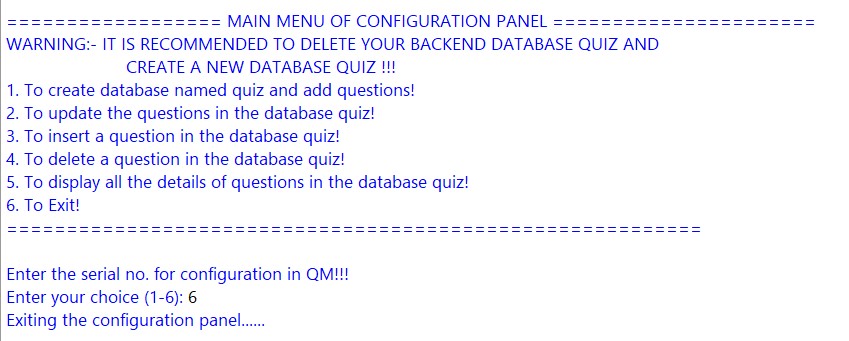 ================== MAIN MENU OF CONFIGURATION PANEL ======================
WARNING:- IT IS RECOMMENDED TO DELETE YOUR BACKEND DATABASE QUIZ AND
CREATE A NEW DATABASE QUIZ !!!
1. To create database named quiz and add questions!
2. To update the questions in the database quiz!
3. To insert a question in the database quiz!
4. To delete a question in the database quiz!
5. To display all the details of questions in the database quiz!
6. To Exit!
==========================================================
Enter the serial no. for configuration in QM!!!
Enter your choice (1-6): 6
Exiting the configuration panel......